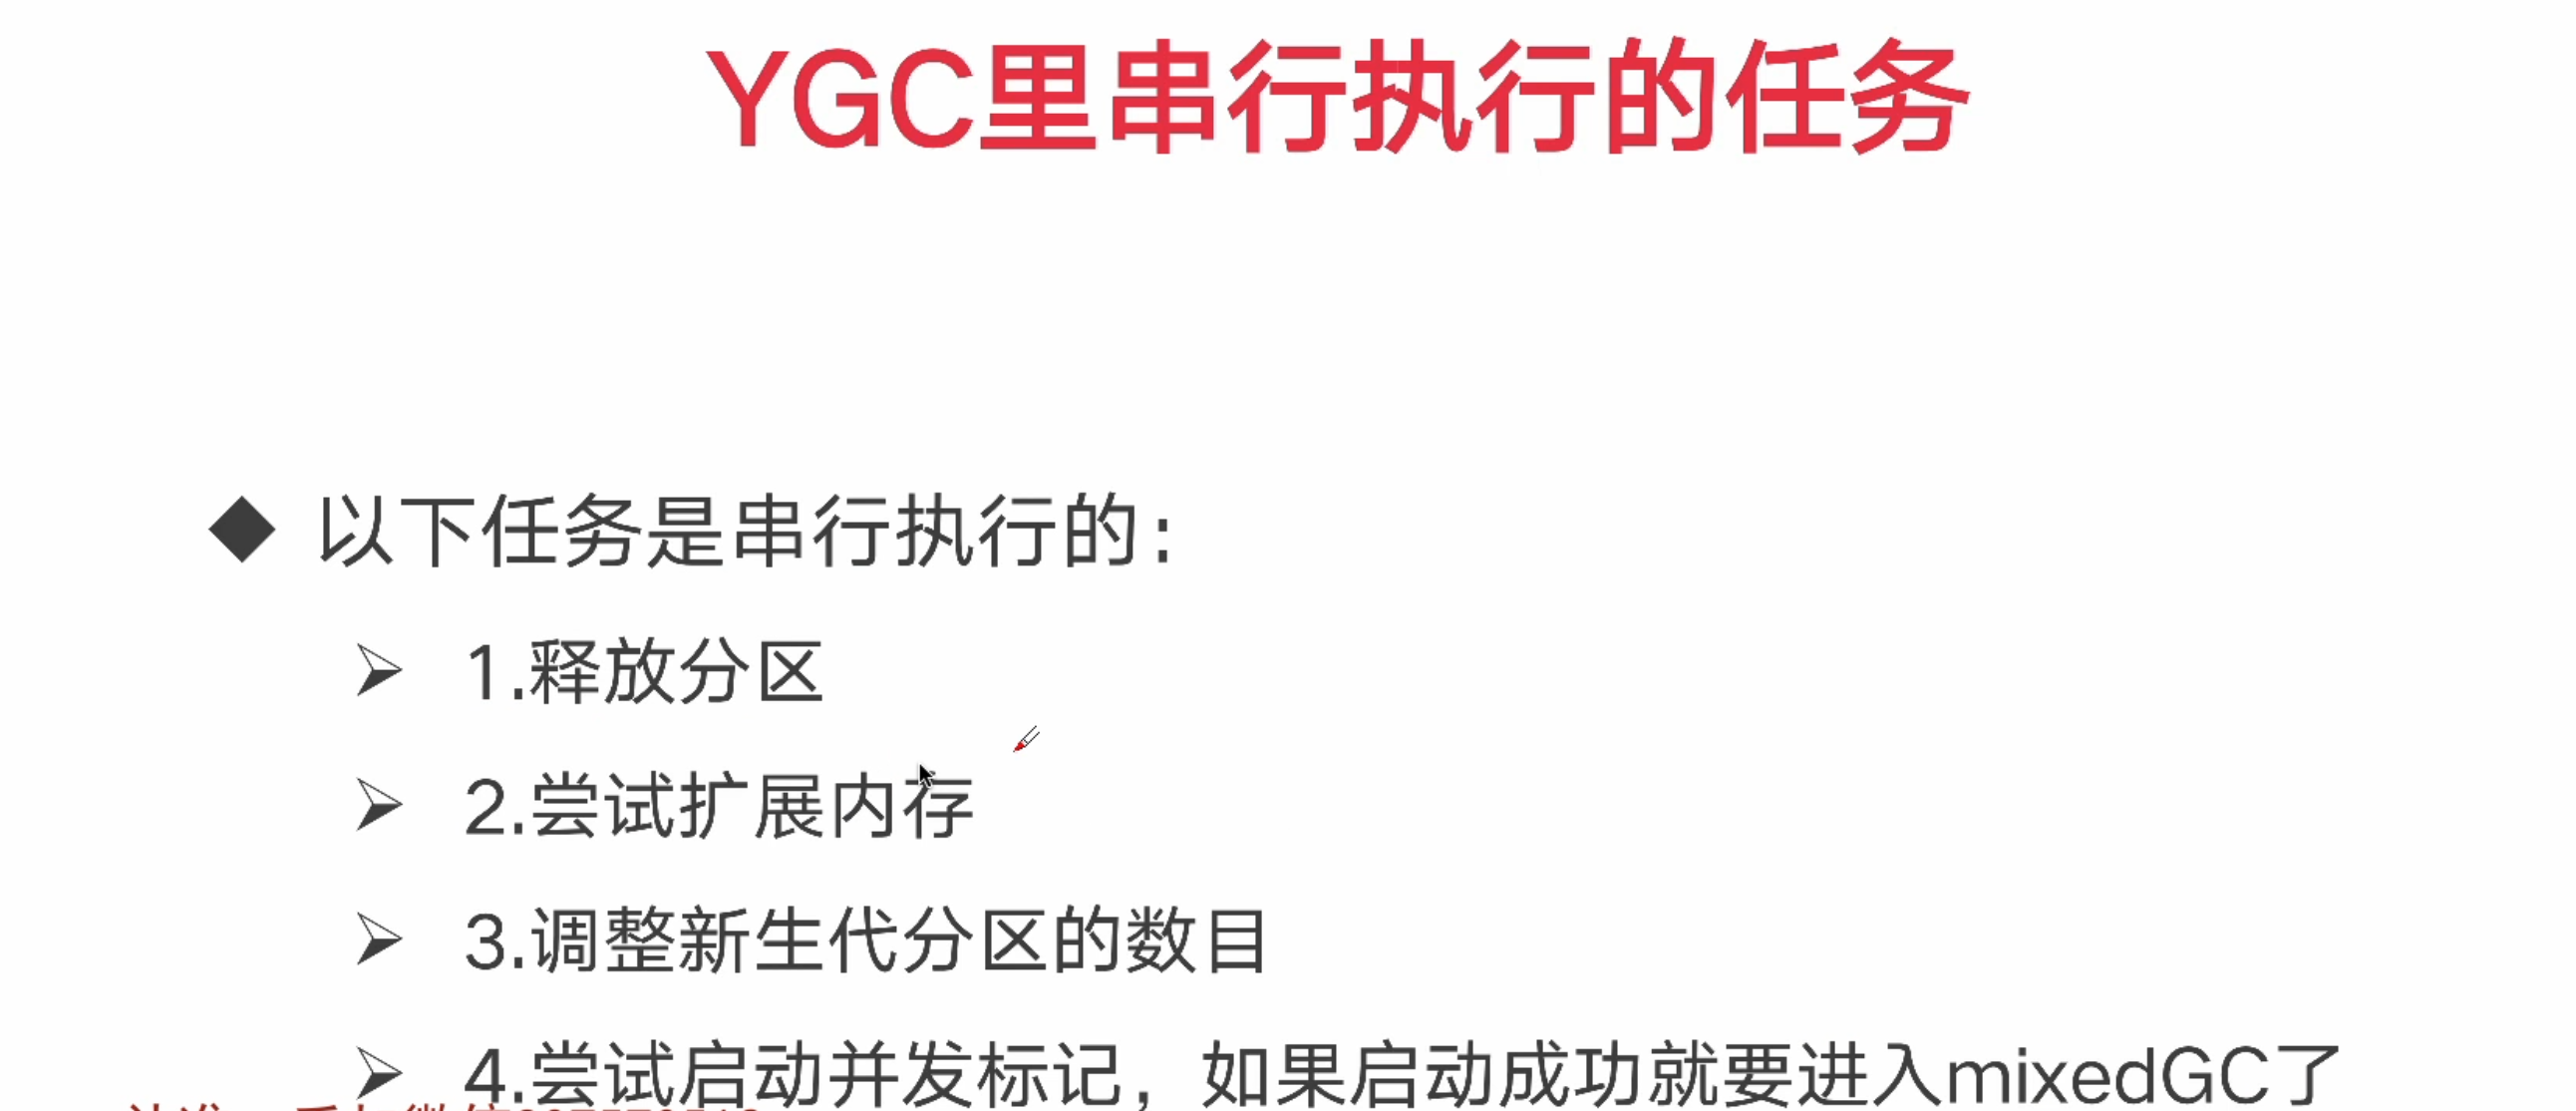 YGC里串行执行的任务
以下任务是串行执行的：
1.释放分区
2.尝试扩展内存
3.调整新生代分区的数目
4.尝试启动并发标记，如果启动成功就要进入mixedGC了